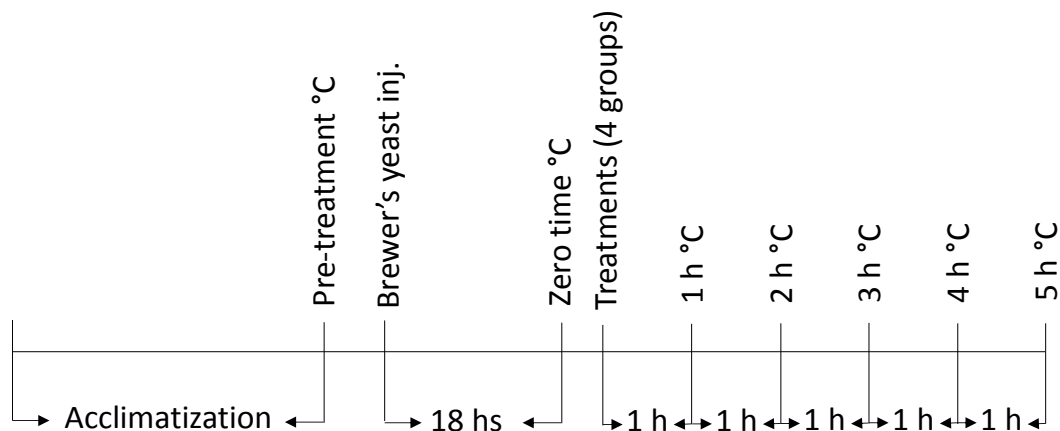 Pre-treatment °C
Brewer’s yeast inj.
Zero time °C
Treatments (4 groups)
1 h °C
2 h °C
3 h °C
4 h °C
5 h °C
Acclimatization
18 hs
1 h
1 h
1 h
1 h
1 h